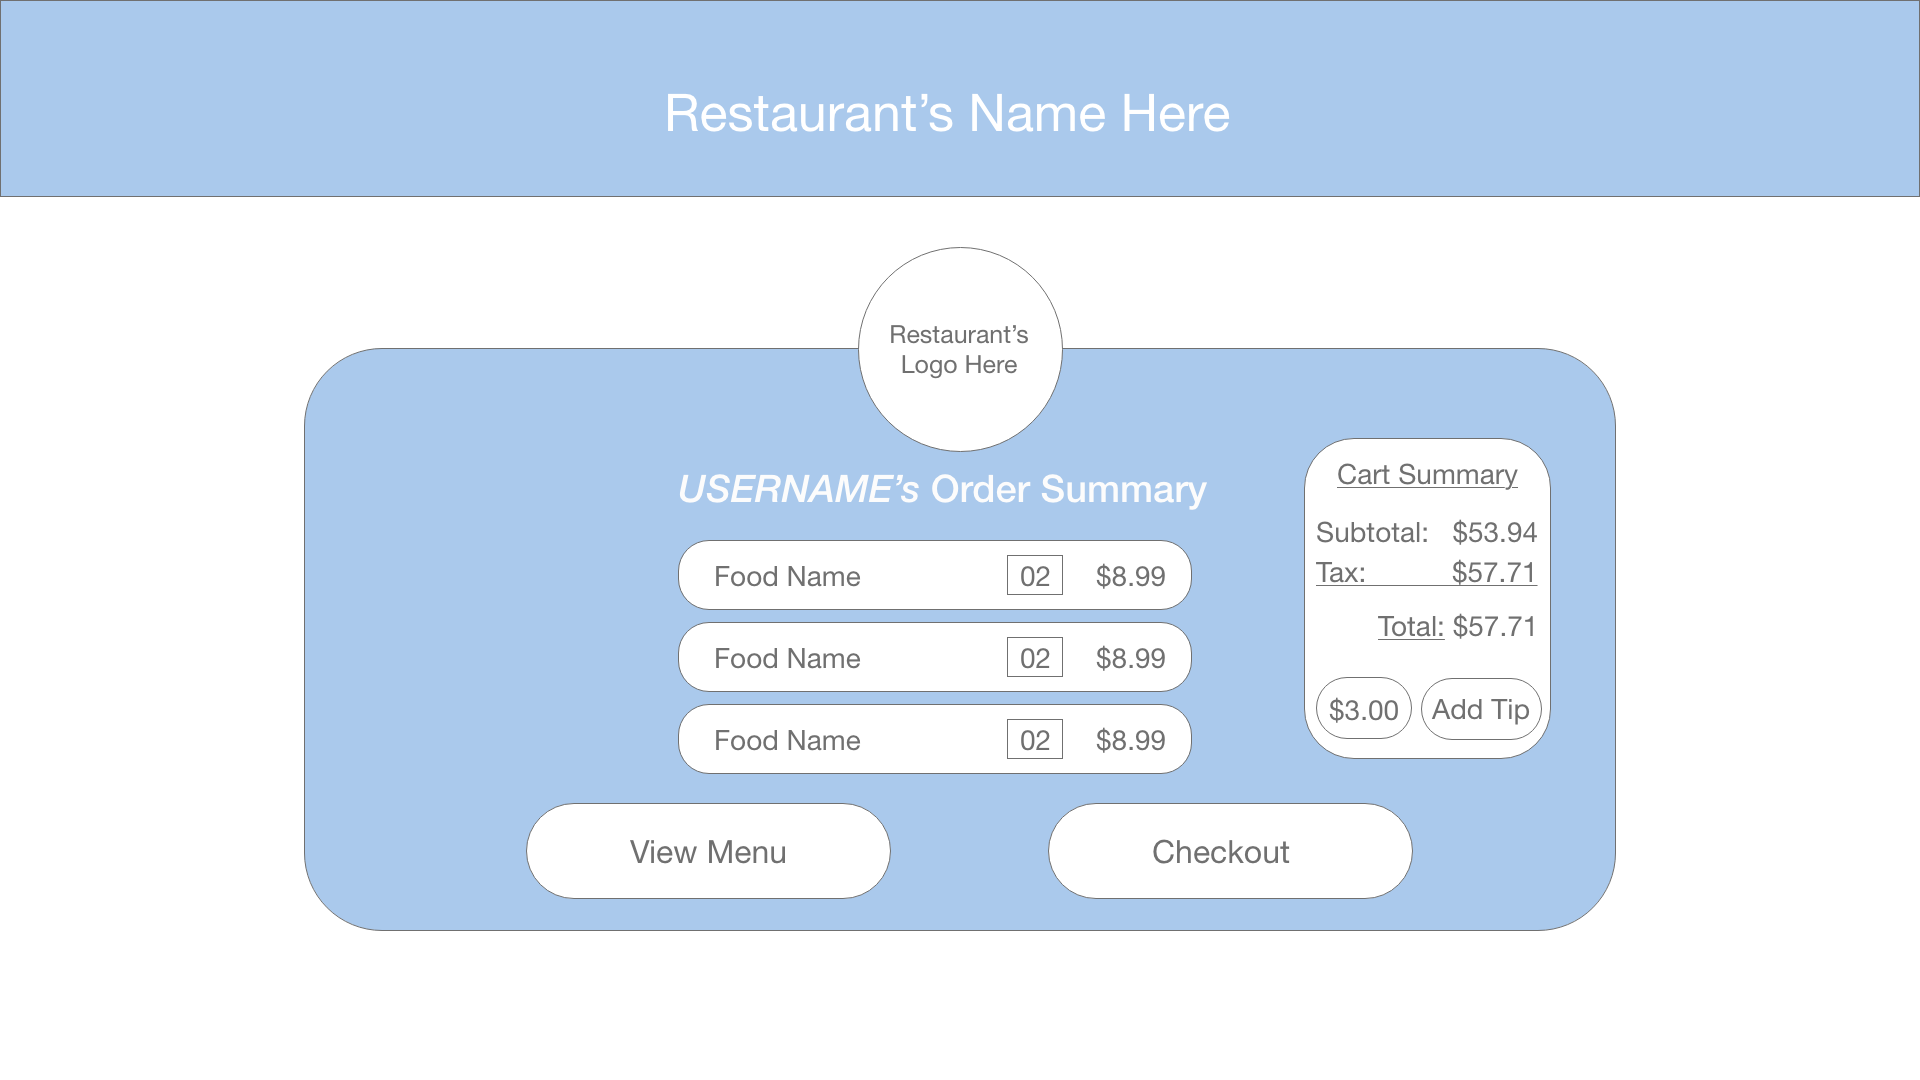 Restaurant’s Name Here
Restaurant’s
Logo Here
USERNAME’s Order Summary
Food Name 02 $8.99
Food Name 02 $8.99
Food Name 02 $8.99
Cart Summary
Subtotal: $53.94
Tax: $57.71
Total: $57.71
$3.00 Add Tip
View Menu Checkout